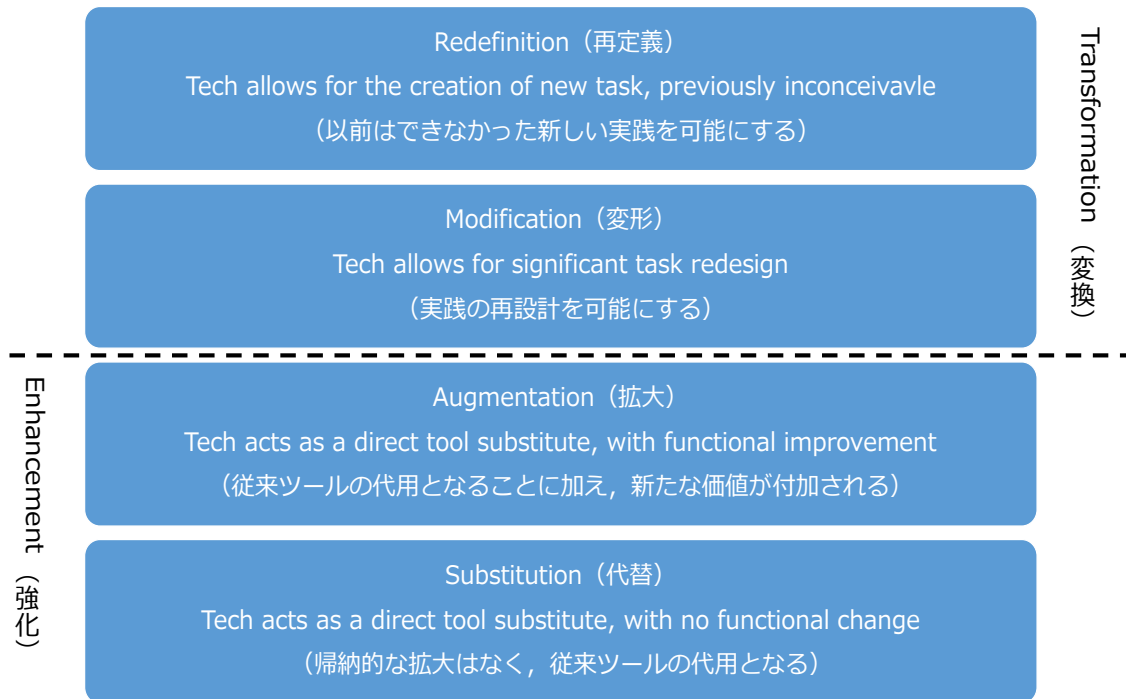 Redefinition（再定義）
Tech allows for the creation of new task, previously inconceivavle
（以前はできなかった新しい実践を可能にする）
Transformation（変換）
Modification（変形）
Tech allows for significant task redesign
（実践の再設計を可能にする）
Augmentation（拡大）
Tech acts as a direct tool substitute, with functional improvement
（従来ツールの代用となることに加え，新たな価値が付加される）
Enhancement（強化）
Substitution（代替）
Tech acts as a direct tool substitute, with no functional change
（帰納的な拡大はなく，従来ツールの代用となる）